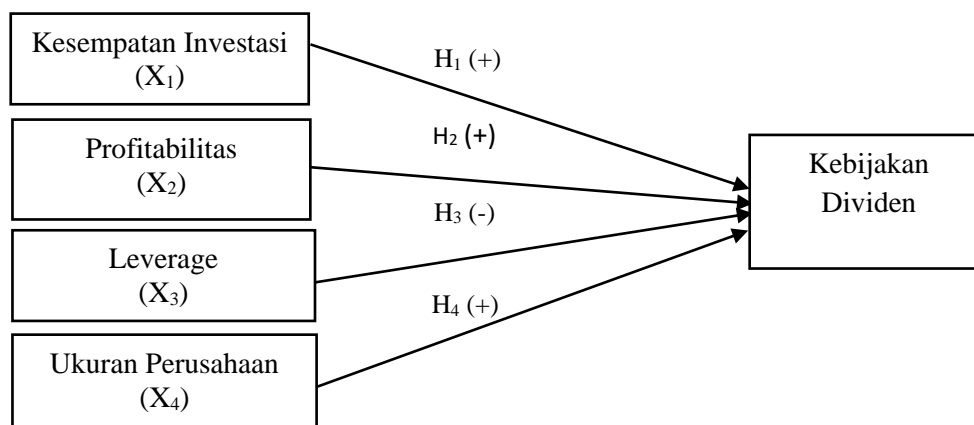 Kesempatan Investasi
(X₁)
H₁ (+)
Profitabilitas
(X₂)
H₂ (+)
Kebijakan
Dividen
Leverage
(X₃)
H₃ (-)
Ukuran Perusahaan
(X₄)
H₄ (+)